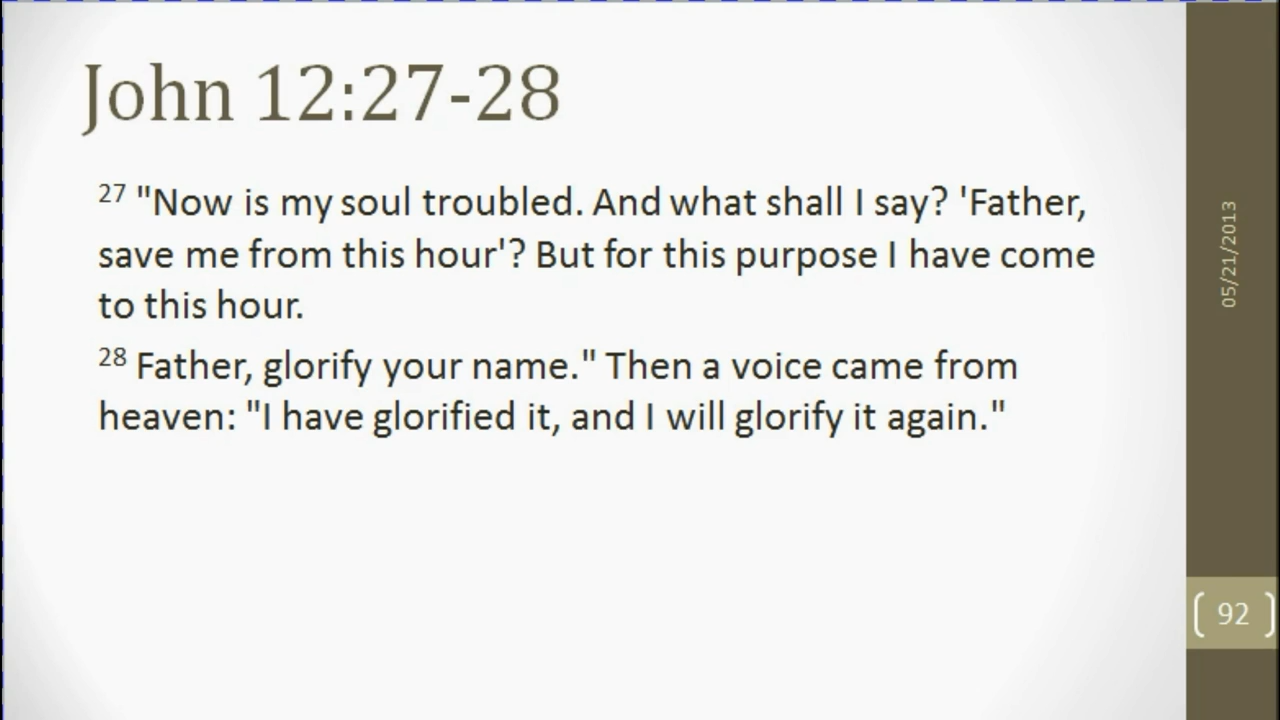 John 12:27-28
27 "Now is my soul troubled. And what shall I say? 'Father,
save me from this hour'? But for this purpose I have come
to this hour.
28 Father, glorify your name." Then a voice came from
heaven: "I have glorified it, and I will glorify it again."
05/21/2013
92